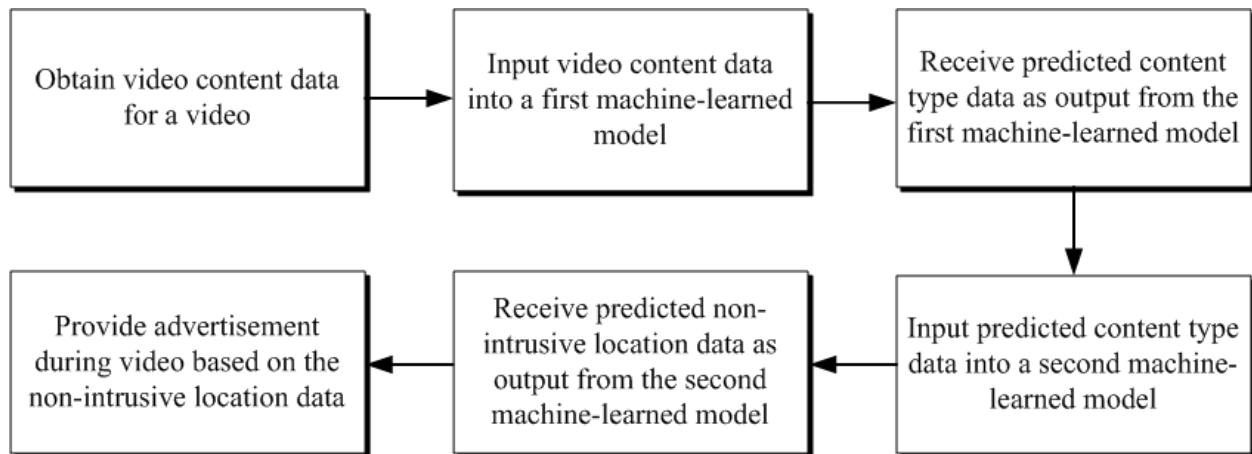 Obtain video content data
for a video
Input video content data
into a first machine-learned
model
Receive predicted content
type data as output from the
first machine-learned model
Input predicted content type
data into a second machine-
learned model
Receive predicted non-
intrusive location data as
output from the second
machine-learned model
Provide advertisement
during video based on the
non-intrusive location data